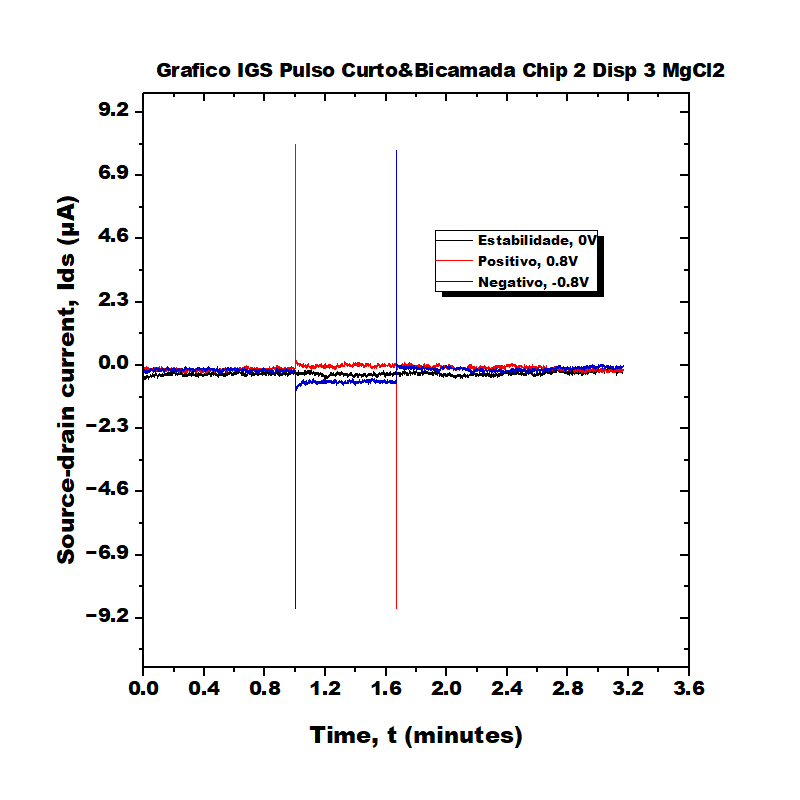 Grafico IGS Pulso Curto&Bicamada Chip 2 Disp 3 MgCl2
9.2
6.9
4.6
2.3
0.0
−2.3
−4.6
−6.9
−9.2
Source-drain current, Ids (µA)
Estabilidade, 0V
Positivo, 0.8V
Negativo, -0.8V
0.0 0.4 0.8 1.2 1.6 2.0 2.4 2.8 3.2 3.6
Time, t (minutes)